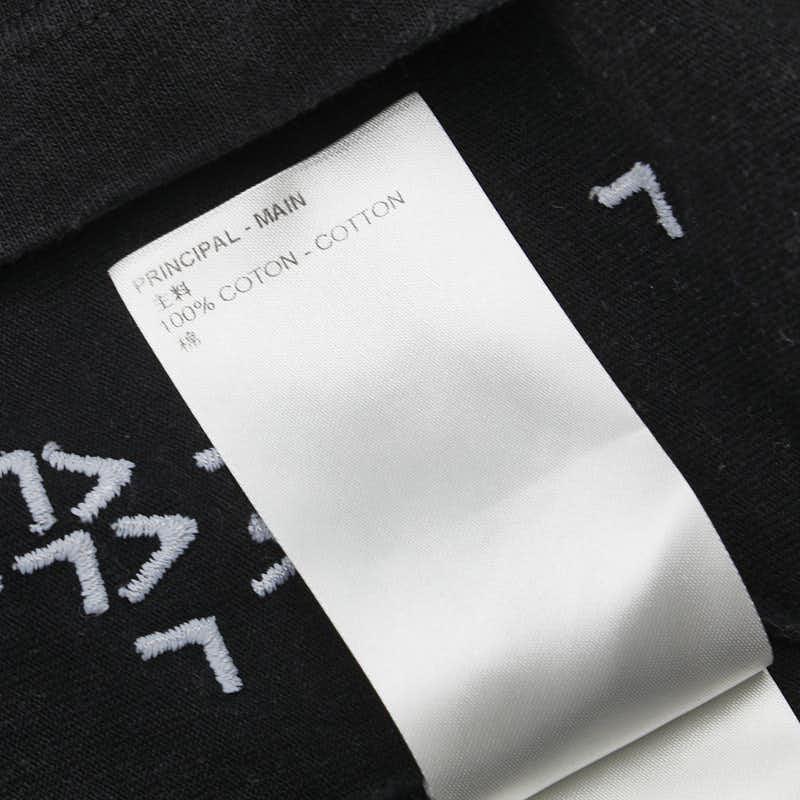 PRINCIPAL - MAIN
主料
100% COTON - COTTON
棉